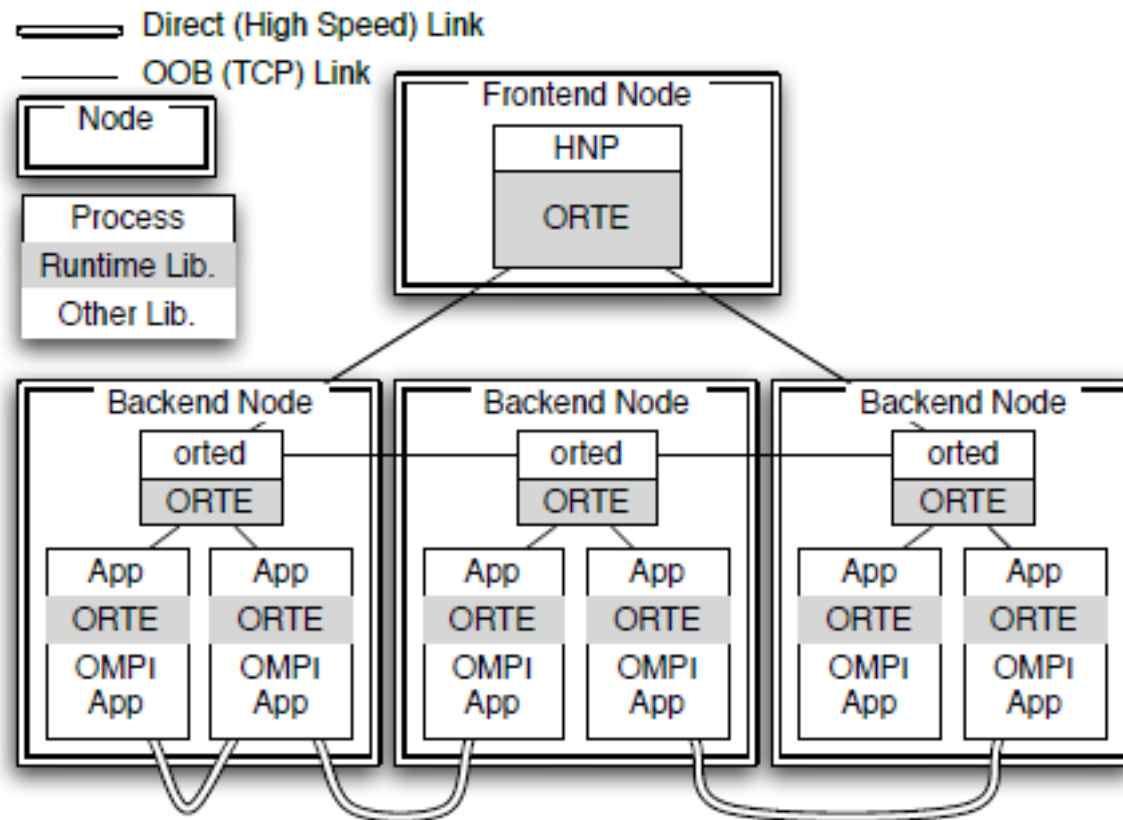 Direct (High Speed) Link
OOB (TCP) Link
Node
Process
Runtime Lib.
Other Lib.
Frontend Node
HNP
ORTE
Backend Node
orted
ORTE
App
ORTE
OMPI
App
App
ORTE
OMPI
App
Backend Node
orted
ORTE
App
ORTE
OMPI
App
App
ORTE
OMPI
App
Backend Node
orted
ORTE
App
ORTE
OMPI
App
App
ORTE
OMPI
App